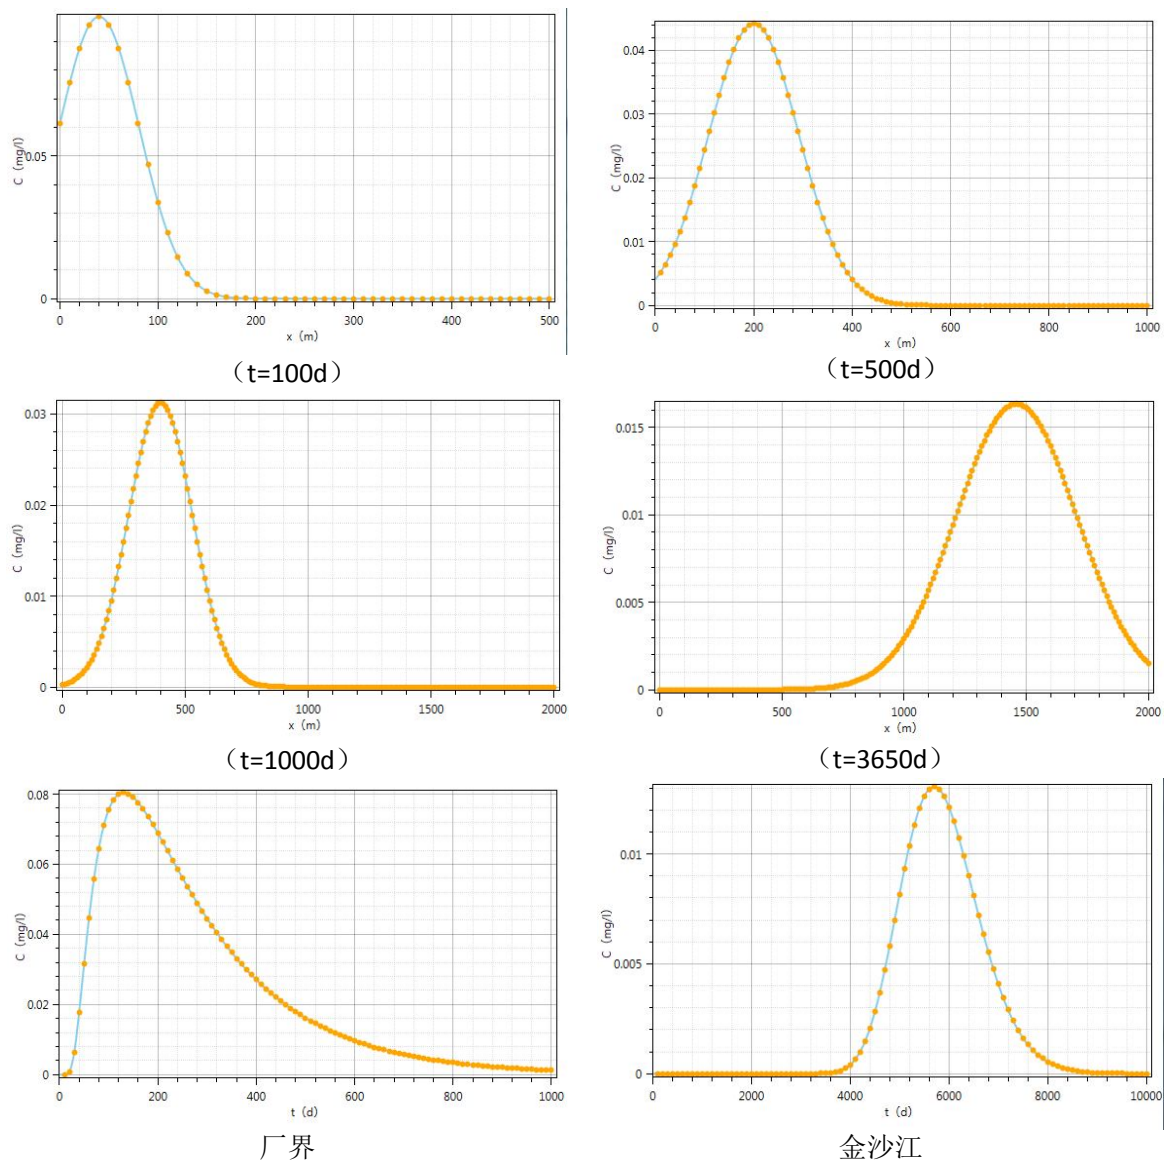 C (mg/l)
0.05
0
0 100 200 300 400 500
x (m)
（t=100d）
C (mg/l)
0.04
0.03
0.02
0.01
0
0 200 400 600 800 1000
x (m)
（t=500d）
C (mg/l)
0.03
0.02
0.01
0
0 500 1000 1500 2000
x (m)
（t=1000d）
C (mg/l)
0.015
0.01
0.005
0
0 500 1000 1500 2000
x (m)
（t=3650d）
C (mg/l)
0.08
0.06
0.04
0.02
0
0 200 400 600 800 1000
t (d)
厂界
C (mg/l)
0.01
0.005
0
0 2000 4000 6000 8000 10000
t (d)
金沙江